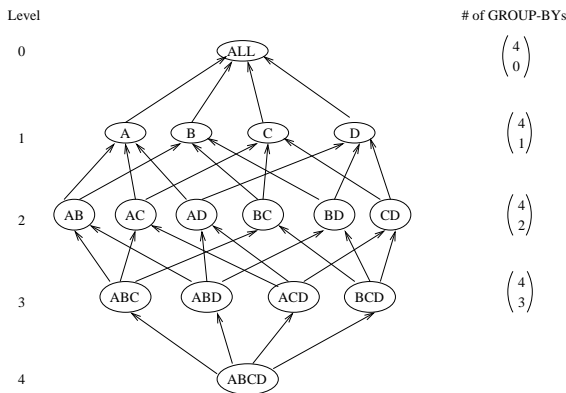 Level # of GROUP-BYs
0 ALL (4 0)
1 A B C D (4 1)
2 AB AC AD BC BD CD (4 2)
3 ABC ABD ACD BCD (4 3)
4 ABCD